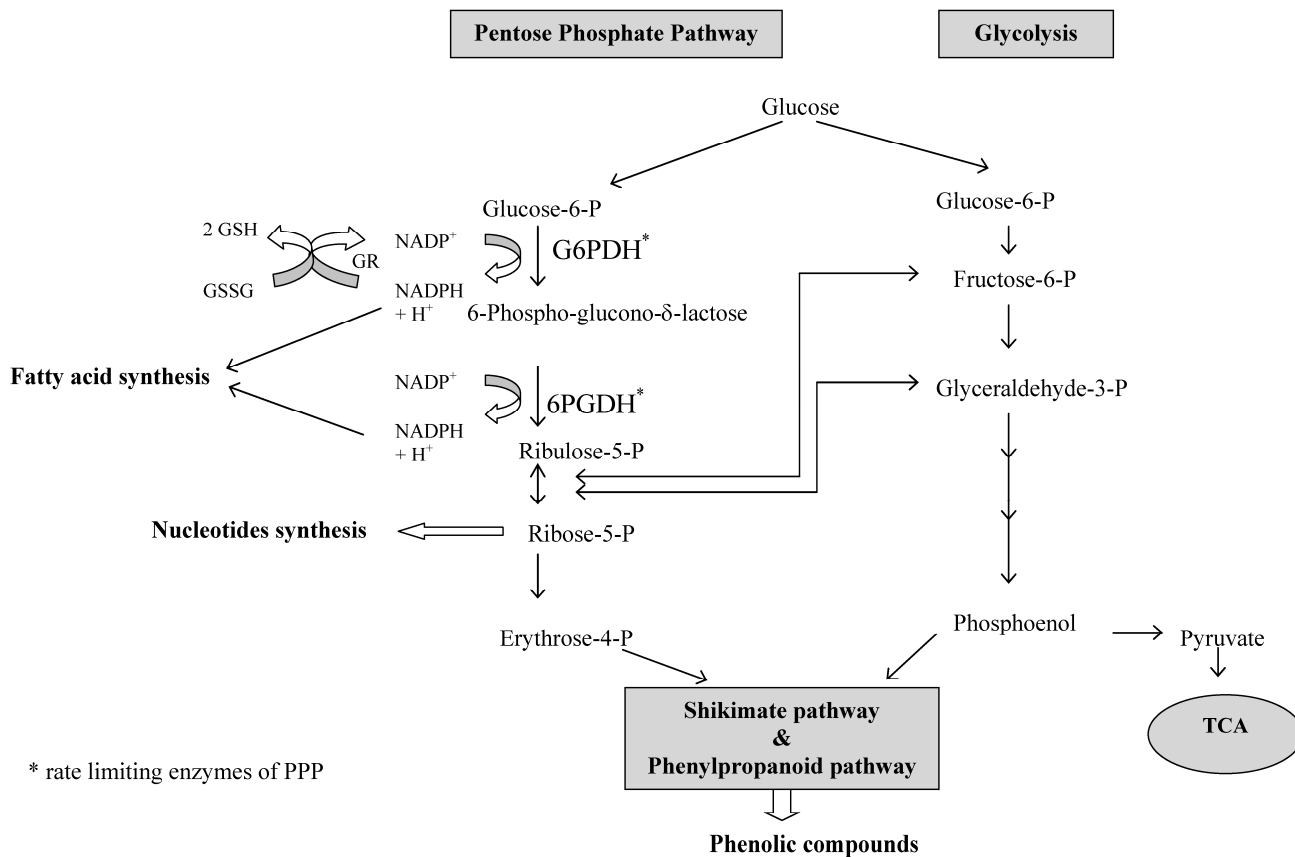 Pentose Phosphate Pathway
Glycolysis
Glucose
Glucose-6-P
Glucose-6-P
2 GSH
NADP+
G6PDH*
GR
GSSG
NADPH
+ H+
Fructose-6-P
6-Phospho-glucono-δ-lactose
Fatty acid synthesis
NADP+
6PGDH*
Glyceraldehyde-3-P
NADPH
+ H+
Ribulose-5-P
Nucleotides synthesis
Ribose-5-P
Erythrose-4-P
Phosphoenol
Pyruvate
Shikimate pathway
&
Phenylpropanoid pathway
TCA
* rate limiting enzymes of PPP
Phenolic compounds